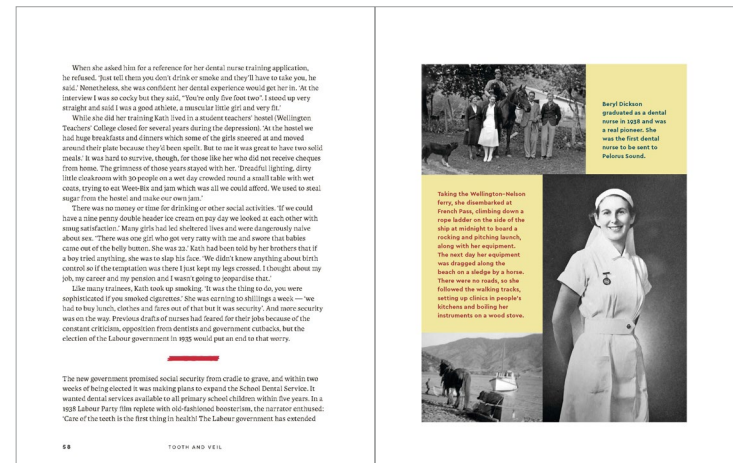 When she asked him for a reference for her dental nurse training application,
he refused. ‘Just tell them you don’t drink or smoke and they’ll have to take you, he
said.’ Nonetheless, she was confident her dental experience would get her in. ‘At the
interview I was so cocky but they said, “You’re only five foot two”. I stood up very
straight and said I was a good athlete, a muscular little girl and very fit.’
While she did her training Kath lived in a student teachers’ hostel (Wellington
Teachers’ College closed for several years during the depression). ‘At the hostel we
had huge breakfasts and dinners which some of the girls sneered at and moved
around their plate because they’d been spoilt. But to me it was great to have two solid
meals.’ It was hard to survive, though, for those like her who did not receive cheques
from home. The grimness of those years stayed with her. ‘Dreadful lighting, dirty
little cloakroom with 30 people on a wet day crowded round a small table with wet
coats, trying to eat Weet-Bix and jam which was all we could afford. We used to steal
sugar from the hostel and make our own jam.’
There was no money or time for drinking or other social activities. ‘If we could
have a nine penny double header ice cream on pay day we looked at each other with
smug satisfaction.’ Many girls had led sheltered lives and were dangerously naive
about sex. ‘There was one girl who got very ratty with me and swore that babies
came out of the belly button. She was 22.’ Kath had been told by her brothers that if
a boy tried anything, she was to slap his face. ‘We didn’t know anything about birth
control so if the temptation was there I just kept my legs crossed. I thought about my
job, my career and my pension and I wasn’t going to jeopardise that.’
Like many trainees, Kath took up smoking. ‘It was the thing to do, you were
sophisticated if you smoked cigarettes.’ She was earning 10 shillings a week — ‘we
had to buy lunch, clothes and fares out of that but it was security’. And more security
was on the way. Previous drafts of nurses had feared for their jobs because of the
constant criticism, opposition from dentists and government cutbacks, but the
election of the Labour government in 1935 would put an end to that worry.
The new government promised social security from cradle to grave, and within two
weeks of being elected it was making plans to expand the School Dental Service. It
wanted dental services available to all primary school children within five years. In a
1938 Labour Party film replete with old-fashioned boosterism, the narrator enthused:
‘Care of the teeth is the first thing in health! The Labour government has extended
58
TOOTH AND VEIL
Beryl Dickson
graduated as a dental
nurse in 1938 and was
a real pioneer. She
was the first dental
nurse to be sent to
Pelorus Sound.
Taking the Wellington–Nelson
ferry, she disembarked at
French Pass, climbing down a
rope ladder on the side of the
ship at midnight to board a
rocking and pitching launch,
along with her equipment.
The next day her equipment
was dragged along the
beach on a sledge by a horse.
There were no roads, so she
followed the walking tracks,
setting up clinics in people’s
kitchens and boiling her
instruments on a wood stove.